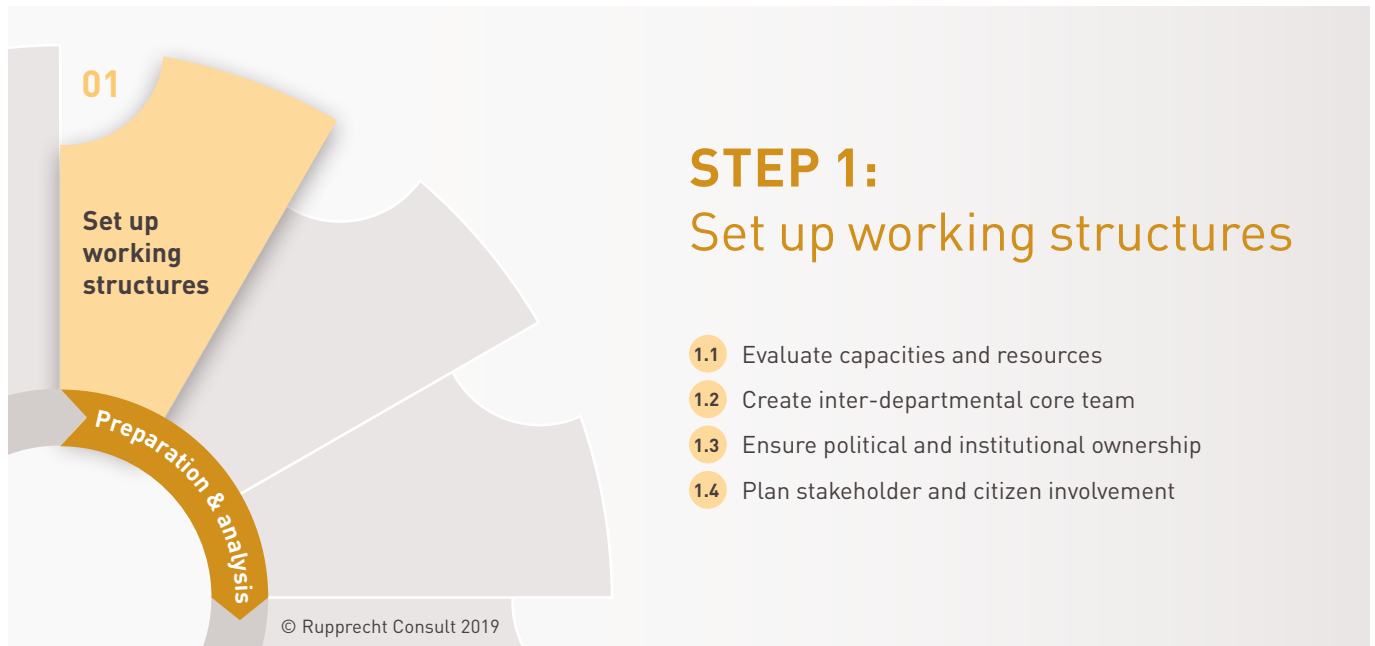 01
Set up
working
structures
Preparation & analysis
© Rupprecht Consult 2019
STEP 1:
Set up working structures
1.1 Evaluate capacities and resources
1.2 Create inter-departmental core team
1.3 Ensure political and institutional ownership
1.4 Plan stakeholder and citizen involvement